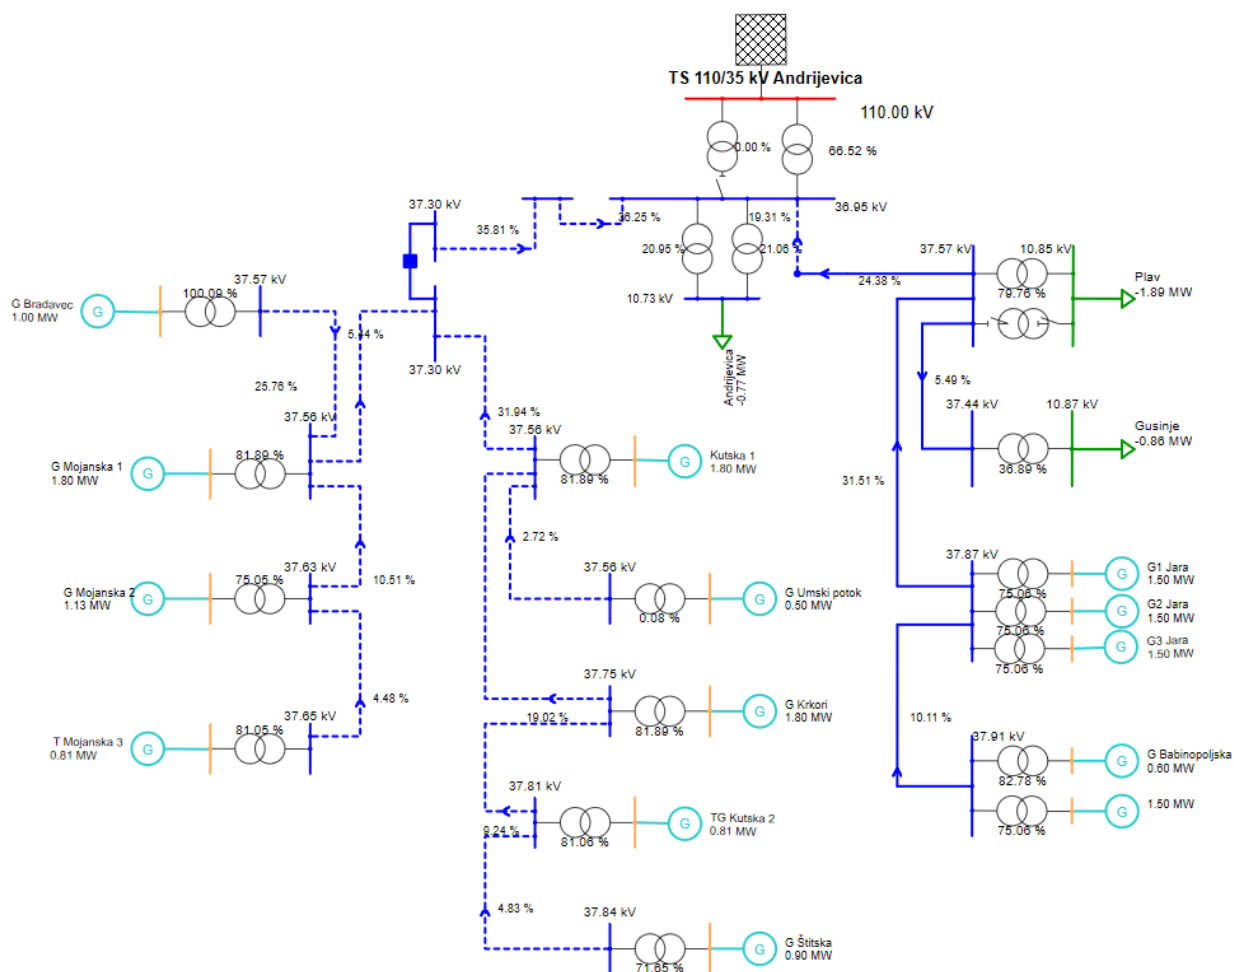 TS 110/35 kV Andrijevica
110.00 kV
0.00 %
66.52 %
37.30 kV
35.81 %
36.25 %
19.31 %
36.95 kV
20.95 %
21.06 %
10.73 kV
Andrijevica
-0.77 MW
37.57 kV
10.85 kV
24.38 %
79.76 %
Plav
-1.89 MW
5.49 %
37.44 kV
10.87 kV
36.89 %
Gusinje
-0.86 MW
31.51 %
37.57 kV
G Bradavec
1.00 MW
100.09 %
5.44 %
37.30 kV
25.76 %
37.56 kV
G Mojanska 1
1.80 MW
81.89 %
31.94 %
37.56 kV
81.89 %
Kutska 1
1.80 MW
2.72 %
37.63 kV
G Mojanska 2
1.13 MW
75.05 %
10.51 %
37.56 kV
0.08 %
G Umski potok
0.50 MW
37.87 kV
75.06 %
G1 Jara
1.50 MW
75.06 %
G2 Jara
1.50 MW
75.06 %
G3 Jara
1.50 MW
4.48 %
37.65 kV
T Mojanska 3
0.81 MW
81.05 %
37.75 kV
19.02 %
81.89 %
G Krkori
1.80 MW
10.11 %
37.91 kV
82.78 %
G Babinopoljska
0.60 MW
75.06 %
1.50 MW
37.81 kV
9.24 %
81.06 %
TG Kutska 2
0.81 MW
4.83 %
37.84 kV
71.65 %
G Štitska
0.90 MW
G
G
G
G
G
G
G
G
G
G
G
G
G
G